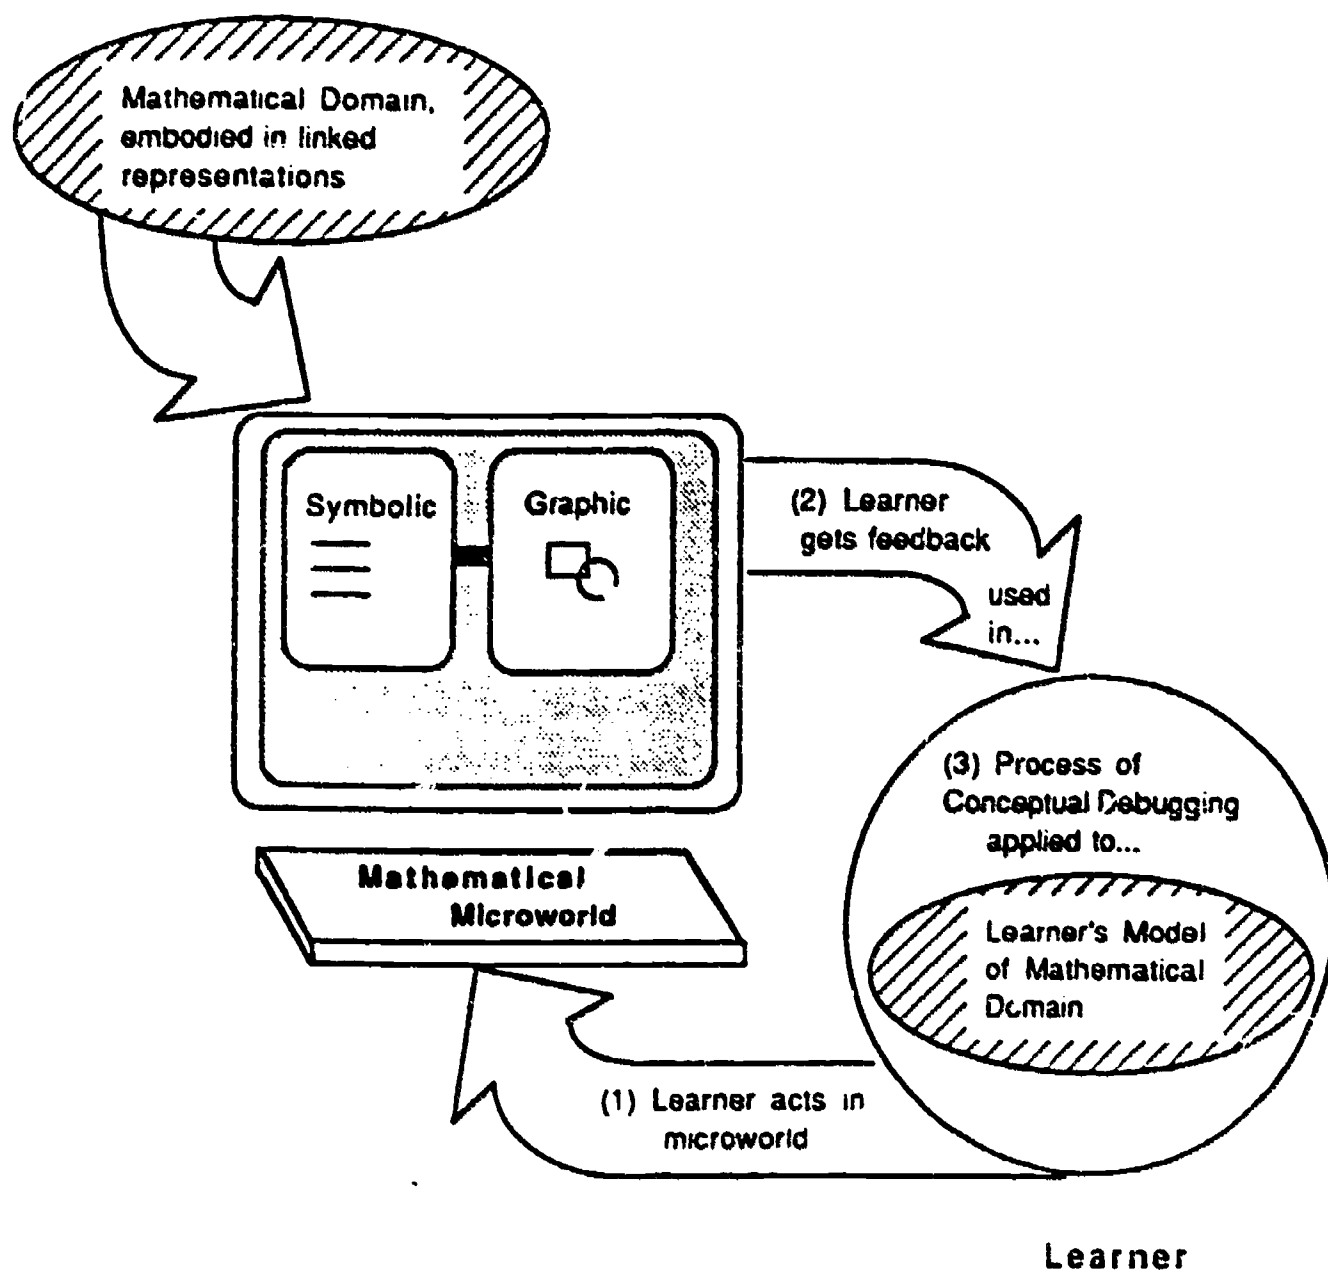 Mathematical Domain,
embodied in linked
representations
Symbolic
Graphic
(2) Learner
gets feedback
used
in...
(3) Process of
Conceptual Debugging
applied to...
Mathematical
Microworld
Learner's Model
of Mathematical
Domain
(1) Learner acts in
microworld
Learner